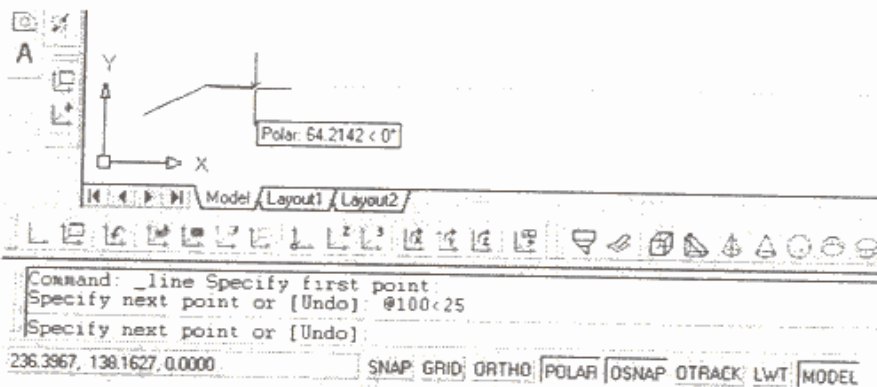 A
Y
Polar: 64.2142 < 0°
X
Model Layout1 Layout2
Command: _line Specify first point:
Specify next point or [Undo]: @100<25
Specify next point or [Undo]:
236.3967, 138.1627, 0.0000 SNAP GRID ORTHO POLAR OSNAP OTRACK LWT MODEL